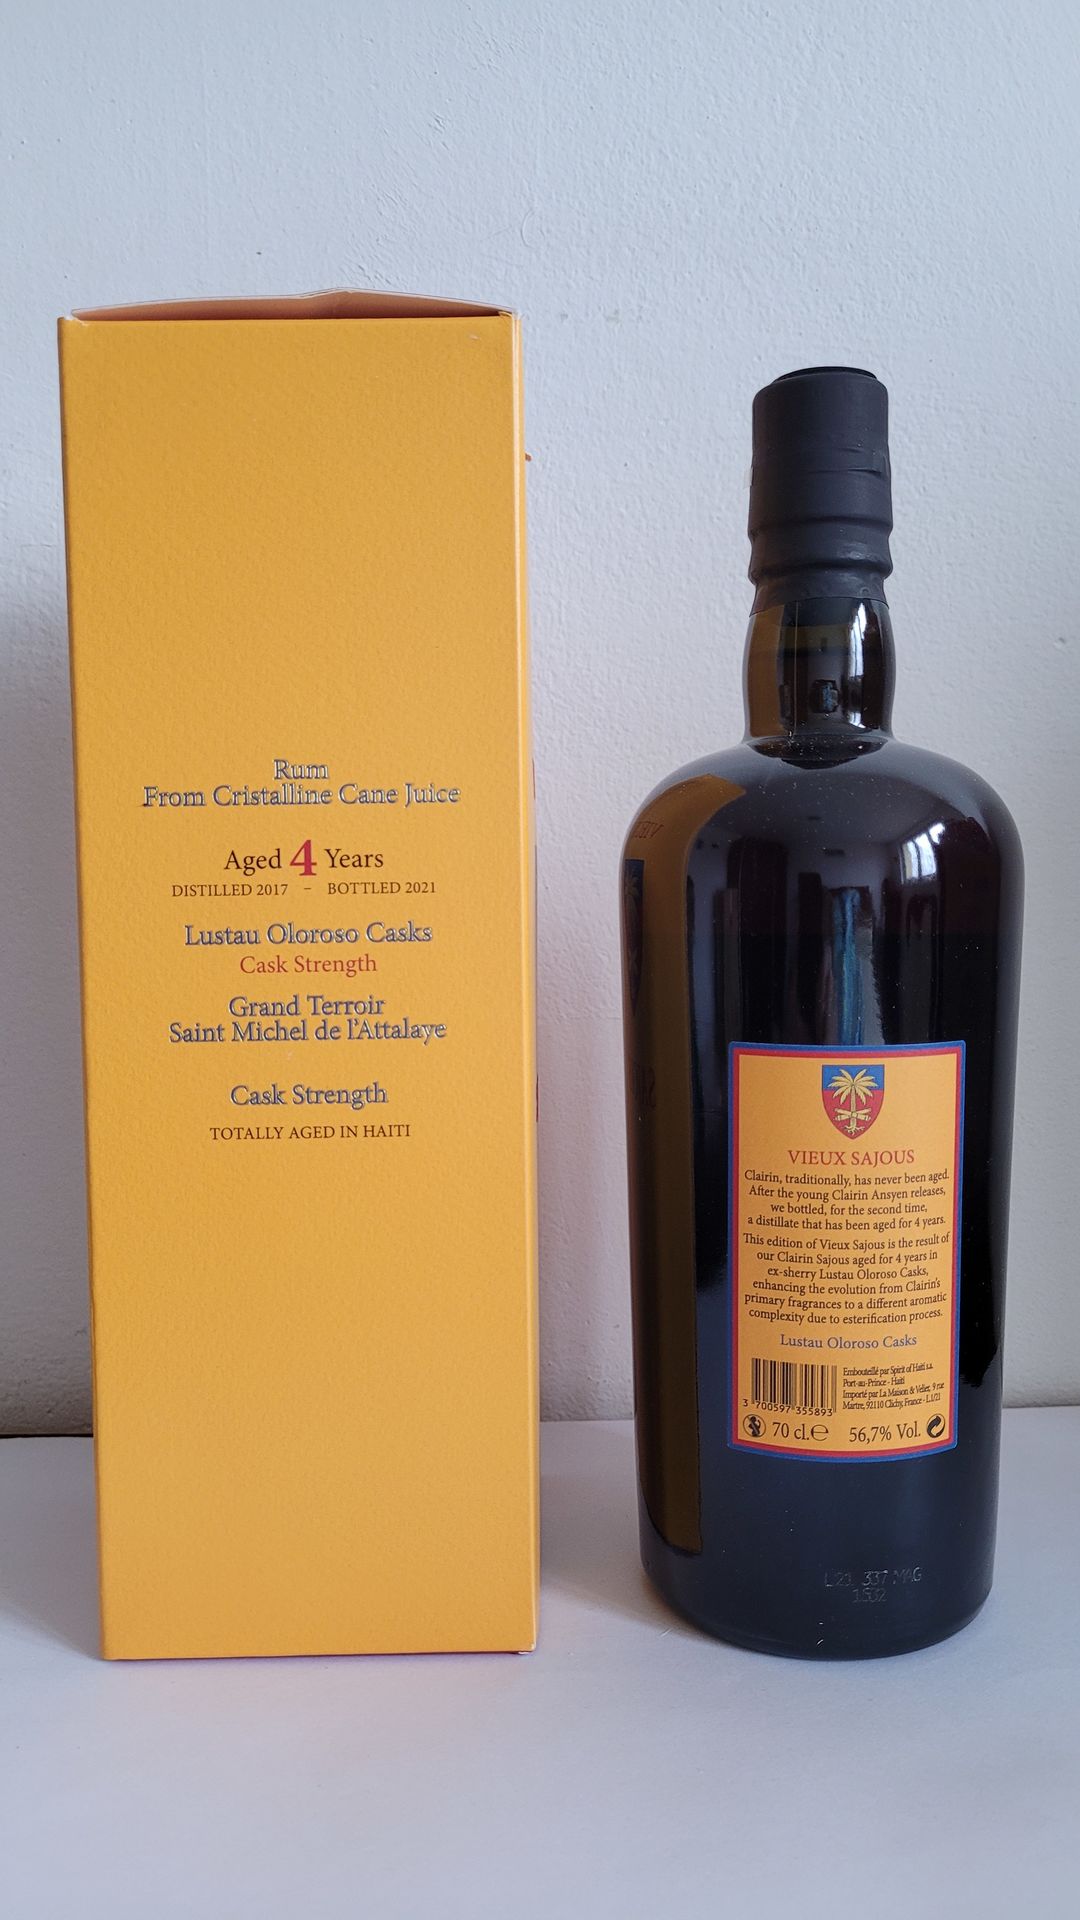 Rum
From Cristalline Cane Juice
Aged 4 Years
DISTILLED 2017 – BOTTLED 2021
Lustau Oloroso Casks
Cask Strength
Grand Terroir
Saint Michel de l'Attalaye
Cask Strength
TOTALLY AGED IN HAITI
VIEUX SAJOUS
Clairin, traditionally, has never been aged.
After the young Clairin Ansyen releases,
we bottled, for the second time,
a distillate that has been aged for 4 years.
This edition of Vieux Sajous is the result of
our Clairin Sajous aged for 4 years in
ex-sherry Lustau Oloroso Casks,
enhancing the evolution from Clairin's
primary fragrances to a different aromatic
complexity due to esterification process.
Lustau Oloroso Casks
Embouteillé par Spirit of Haiti s.a.
Port-au-Prince - Haiti
Importé par La Maison & Velier, 9 rue
Martre, 92110 Clichy, France - L.1/21
3 700597 355893
70 cl. ℮ 56,7% Vol.
L21 337 MAG
1532